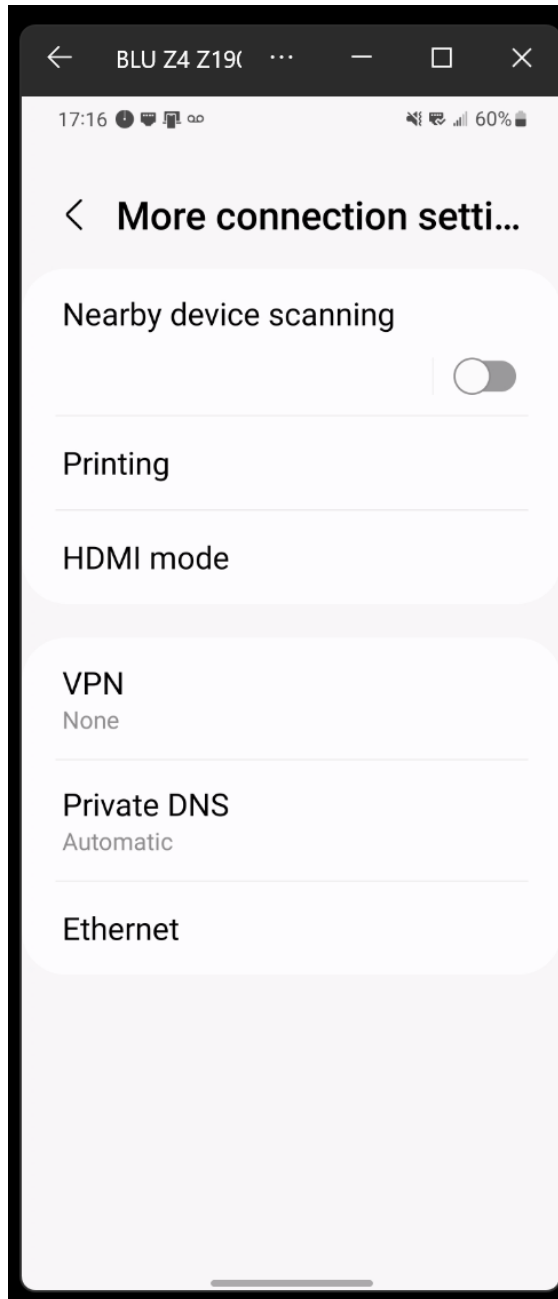 BLU Z4 Z190 ...
17:16 60%
More connection setti...
Nearby device scanning
Printing
HDMI mode
VPN
None
Private DNS
Automatic
Ethernet